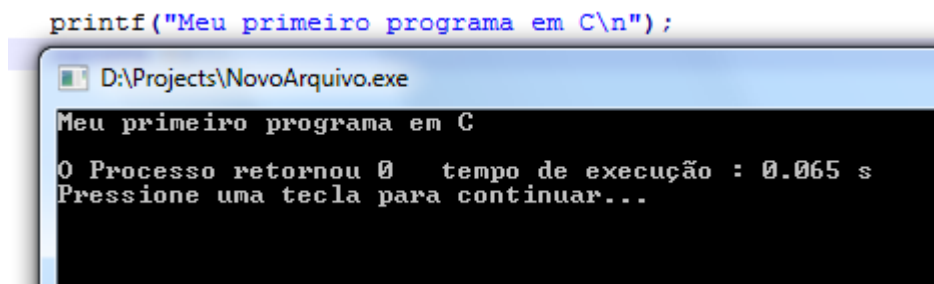 printf("Meu primeiro programa em C\n");
D:\Projects\NovoArquivo.exe
Meu primeiro programa em C
O Processo retornou 0   tempo de execução : 0.065 s
Pressione uma tecla para continuar...